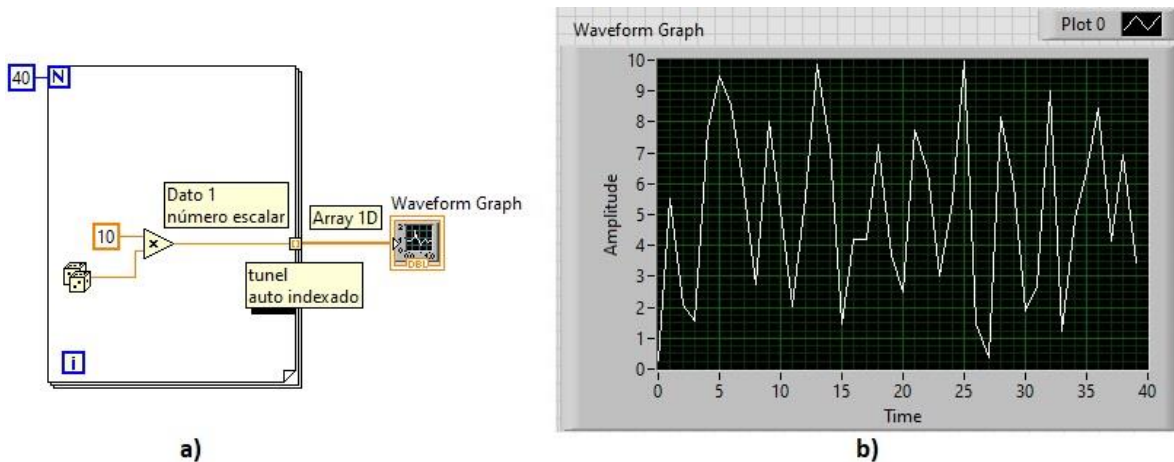 40
N
Dato 1
número escalar
10
×
Array 1D
Waveform Graph
DBL
tunel
auto indexado
i
a)
Waveform Graph
Plot 0
Amplitude
10
9
8
7
6
5
4
3
2
1
0
0 5 10 15 20 25 30 35 40
Time
b)